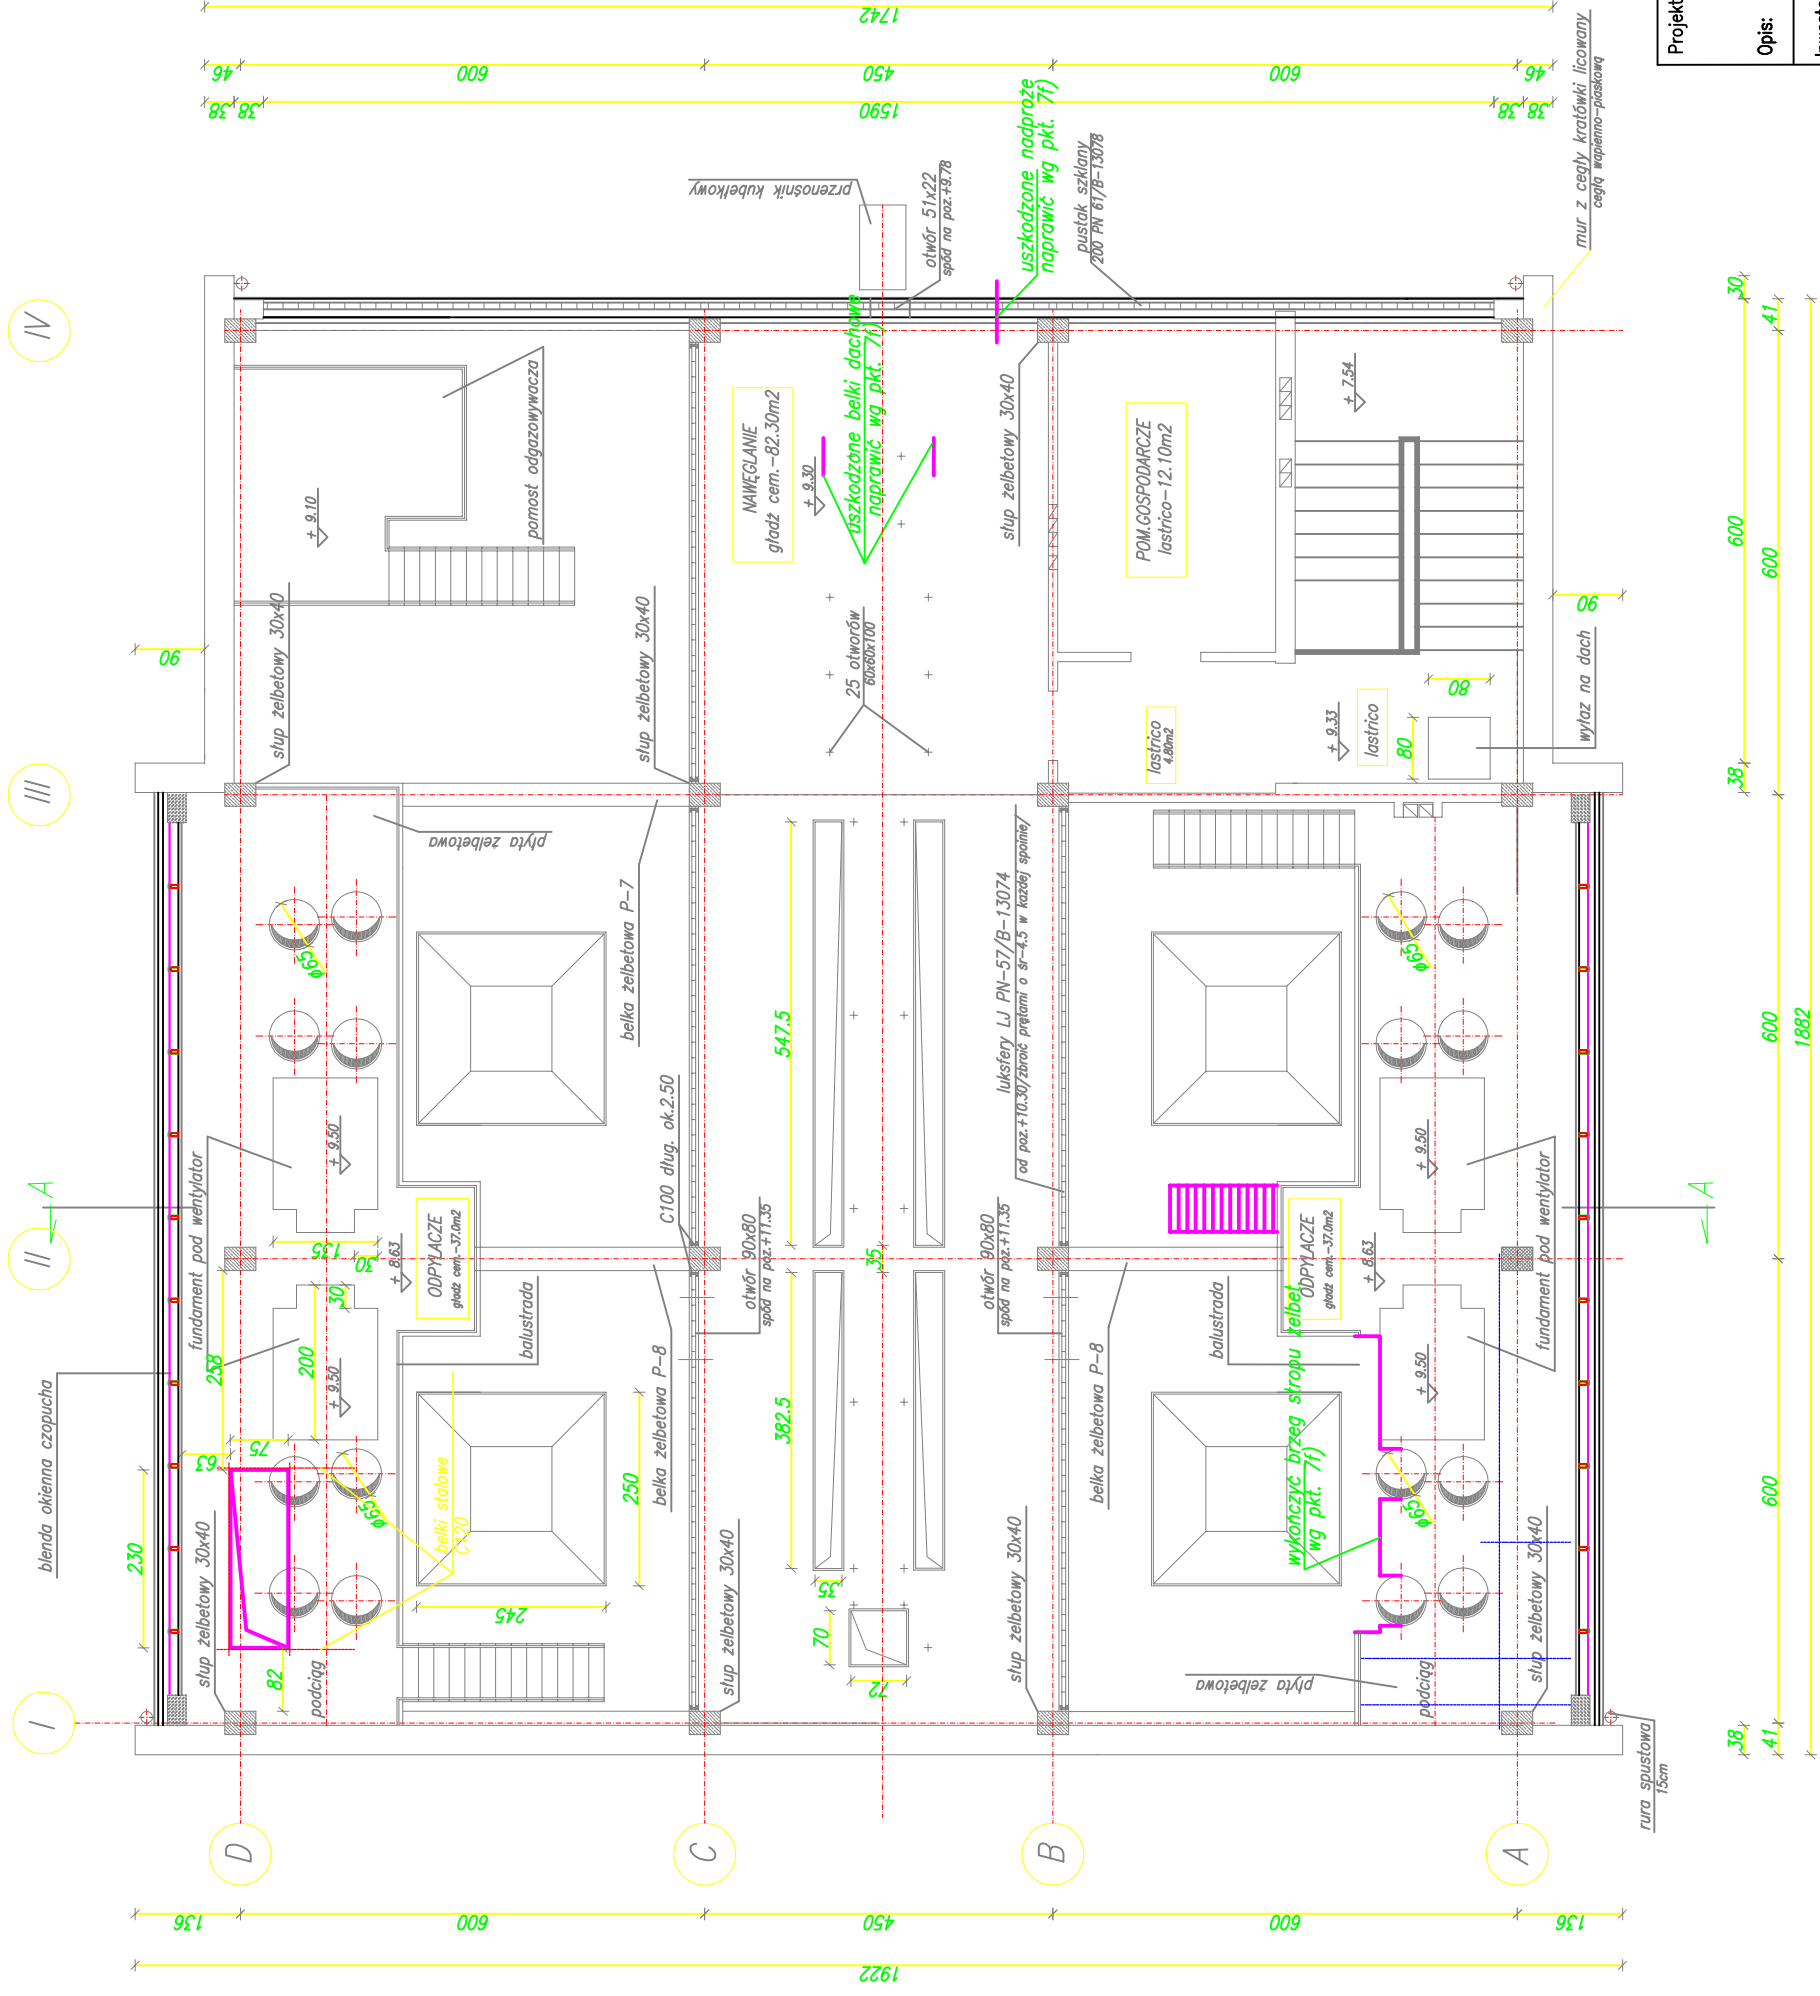 1742
46
600
450
600
46
38
38
1590
38
38
Projekt
Opis:
mur z cegły kratówki licowany
cegłą wapienno-piaskową
przenośnik kubełkowy
otwór 51x22
spód na poz.+9.78
uszkodzone nadproże
naprawić wg pkt. 7f)
pustak szklany
200 PN 61/B-13078
IV
30
41
pomost odgazowywacza
+ 9.10
NAWĘGLANIE
gładź cem.-82.30m2
+ 9.30
uszkodzone belki dachowe
naprawić wg pkt. 7f)
słup żelbetowy 30x40
POM.GOSPODARCZE
lastrico-12.10m2
+ 7.54
600
600
90
90
słup żelbetowy 30x40
słup żelbetowy 30x40
25 otworów
60x60x100
lastrico
4.80m2
+ 9.33
lastrico
80
80
wyłaz na dach
38
III
płyta żelbetowa
belka żelbetowa P-7
547.5
luksfery LJ PN-57/B-13074
od poz.+10.30/zbroić prętami o śr-4.5 w każdej spoinie/
ϕ65
ϕ65
600
1882
A
fundament pod wentylator
+ 9.50
C100 dług. ok.2.50
+ 9.50
fundament pod wentylator
A
II
135
30
+ 8.63
ODPYLACZE
gładź cem.-37.0m2
otwór 90x80
spód na poz.+11.35
35
otwór 90x80
spód na poz.+11.35
ODPYLACZE
gładź cem.-37.0m2
+ 8.63
258
200
30
+ 9.50
balustrada
belka żelbetowa P-8
382.5
belka żelbetowa P-8
balustrada
wykończyć brzeg stropu żelbet.
wg pkt. 7f)
+ 9.50
blenda okienna czopucha
63
75
230
ϕ65
belki stalowe
C120
250
245
35
ϕ65
600
słup żelbetowy 30x40
82
podciąg
słup żelbetowy 30x40
70
72
słup żelbetowy 30x40
płyta żelbetowa
podciąg
słup żelbetowy 30x40
I
38
41
rura spustowa
15cm
D
C
B
A
136
600
450
600
136
1922